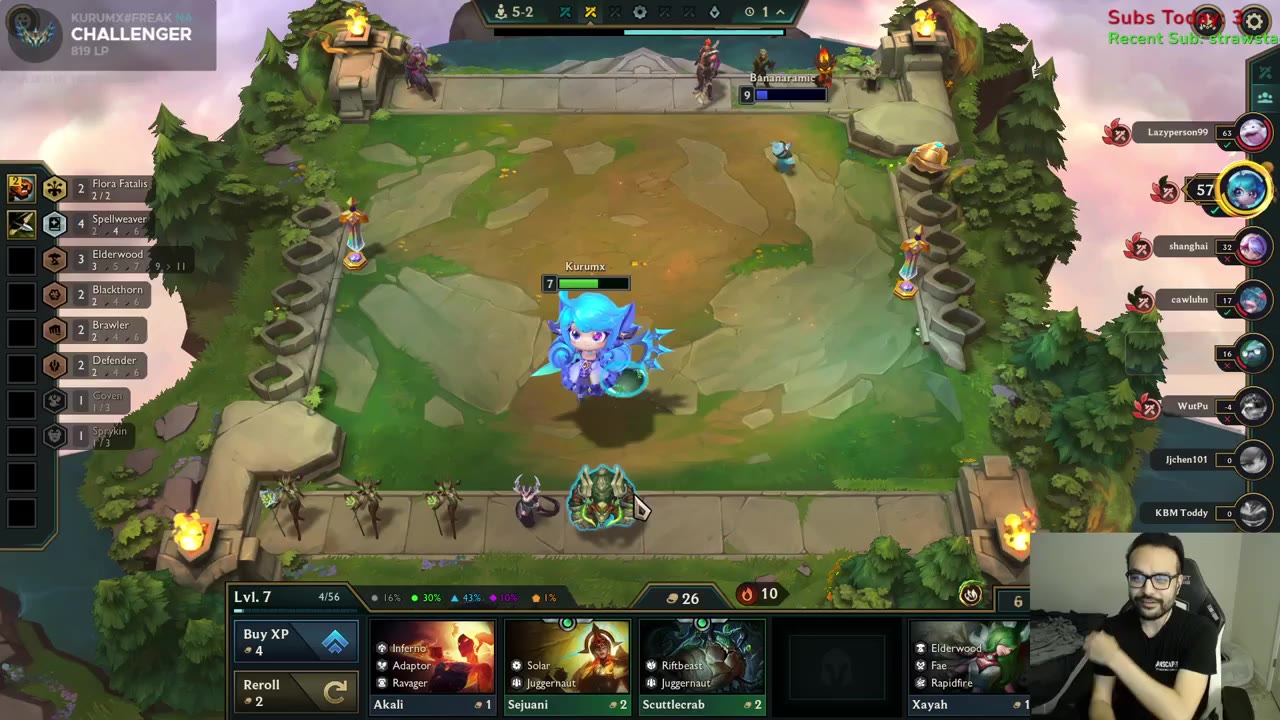 KURUMX#FREAK NA
CHALLENGER
819 LP
5-2
1
Subs Today: 3
Recent Sub: strawsta
Bananaramic
9
Lazyperson99 63
57
shanghai 32
cawluhn 17
16
WutPu -4
Jjchen101 0
KBM Toddy 0
2 Flora Fatalis
2 / 2
4 Spellweaver
2 4 6
3 Elderwood
3 5 7 9 > 11
2 Blackthorn
2 4 6
2 Brawler
2 4 6
2 Defender
2 4 6
1 Coven
1 / 3
1 Sprykin
1 / 3
Kurumx
7
Lvl. 7 4/56
16% 30% 43% 10% 1%
26
10
6
Buy XP
4
Reroll
2
Inferno
Adaptor
Ravager
Akali 1
Solar
Juggernaut
Sejuani 2
Riftbeast
Juggernaut
Scuttlecrab 2
Elderwood
Fae
Rapidfire
Xayah 1